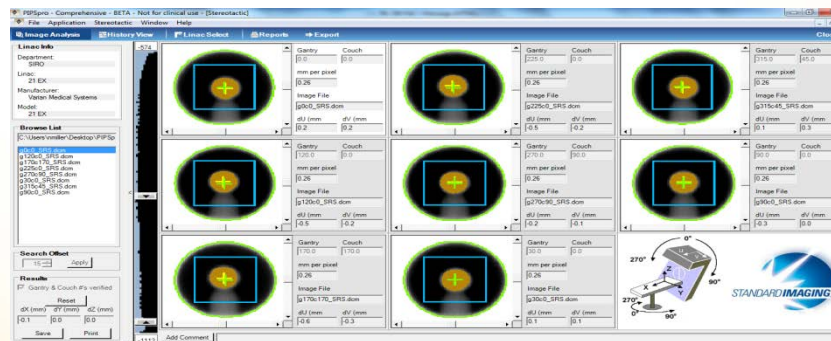 PIPSpro - Comprehensive - BETA - Not for clinical use - [Stereotactic]
File Application Stereotactic Window Help
Image Analysis History View Linac Select Reports Export Clo
Linac Info
Department:
SIRO
Linac:
21 EX
Manufacturer:
Varian Medical Systems
Model:
21 EX
Browse List
C:\Users\nmiller\Desktop\PIPSp
g0c0_SRS.dcm
g120c0_SRS.dcm
g170c170_SRS.dcm
g225c0_SRS.dcm
g270c90_SRS.dcm
g30c0_SRS.dcm
g315c45_SRS.dcm
g90c0_SRS.dcm
Search Offset
15 Apply
Results
Gantry & Couch #'s verified
Reset
dX (mm) dY (mm) dZ (mm)
-0.1 0.0 0.0
Save Print
-574
-1113
Gantry Couch
0.0 0.0
mm per pixel
0.26
Image File
g0c0_SRS.dcm
dU (mm dV (mm
0.2 0.2
Gantry Couch
225.0 0.0
mm per pixel
0.26
Image File
g225c0_SRS.dcm
dU (mm dV (mm
-0.5 -0.2
Gantry Couch
315.0 45.0
mm per pixel
0.26
Image File
g315c45_SRS.dcm
dU (mm dV (mm
0.1 0.3
Gantry Couch
120.0 0.0
mm per pixel
0.26
Image File
g120c0_SRS.dcm
dU (mm dV (mm
-0.5 -0.2
Gantry Couch
270.0 90.0
mm per pixel
0.26
Image File
g270c90_SRS.dcm
dU (mm dV (mm
-0.2 -0.1
Gantry Couch
90.0 0.0
mm per pixel
0.26
Image File
g90c0_SRS.dcm
dU (mm dV (mm
-0.3 0.0
Gantry Couch
170.0 170.0
mm per pixel
0.26
Image File
g170c170_SRS.dcm
dU (mm dV (mm
-0.6 -0.3
Gantry Couch
30.0 0.0
mm per pixel
0.26
Image File
g30c0_SRS.dcm
dU (mm dV (mm
0.1 0.1
0°
270° 90°
Z
X
Y
270° 90°
0°
STANDARD IMAGING
Add Comment